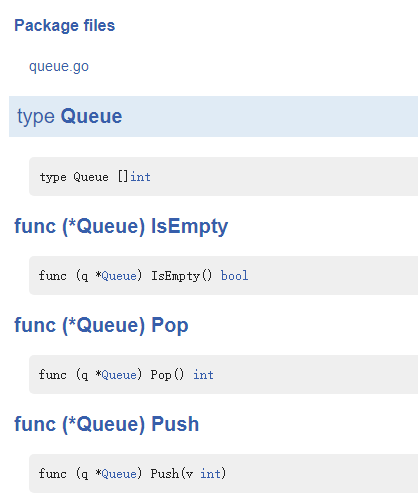 Package files
queue.go
type Queue
type Queue []int
func (*Queue) IsEmpty
func (q *Queue) IsEmpty() bool
func (*Queue) Pop
func (q *Queue) Pop() int
func (*Queue) Push
func (q *Queue) Push(v int)